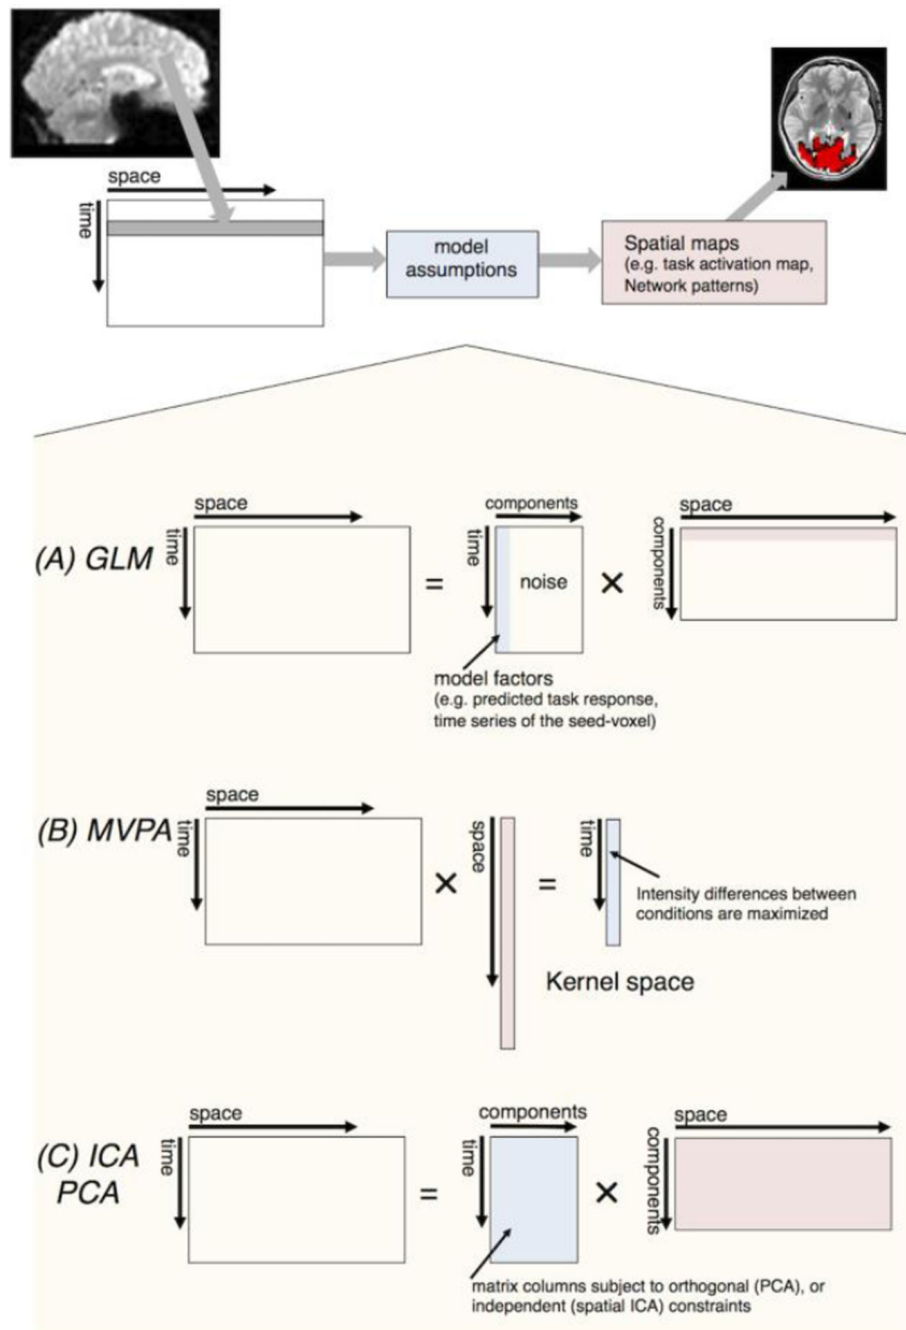 space
time
model
assumptions
Spatial maps
(e.g. task activation map,
Network patterns)
(A) GLM
space
time
=
components
time
noise
×
space
components
model factors
(e.g. predicted task response,
time series of the seed-voxel)
(B) MVPA
space
time
×
space
=
time
Intensity differences between
conditions are maximized
Kernel space
(C) ICA
PCA
space
time
=
components
time
×
space
components
matrix columns subject to orthogonal (PCA), or
independent (spatial ICA) constraints